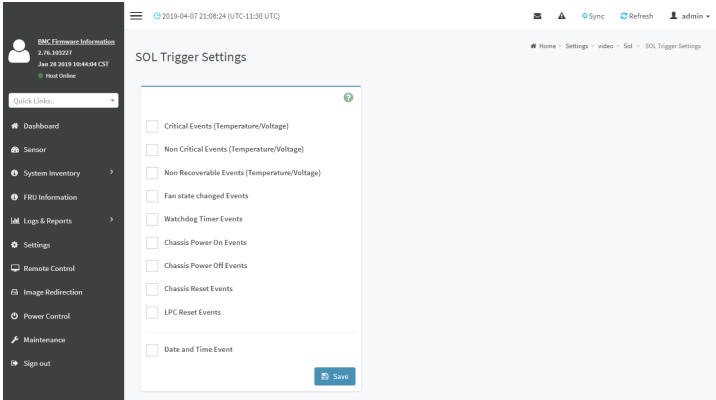 2019-04-07 21:08:24 (UTC-11:30 UTC)
Sync
Refresh
admin
BMC Firmware Information
2.76.103227
Jan 28 2019 10:44:04 CST
Host Online
Quick Links..
Dashboard
Sensor
System Inventory
FRU Information
Logs & Reports
Settings
Remote Control
Image Redirection
Power Control
Maintenance
Sign out
SOL Trigger Settings
Home > Settings > video > Sol > SOL Trigger Settings
Critical Events (Temperature/Voltage)
Non Critical Events (Temperature/Voltage)
Non Recoverable Events (Temperature/Voltage)
Fan state changed Events
Watchdog Timer Events
Chassis Power On Events
Chassis Power Off Events
Chassis Reset Events
LPC Reset Events
Date and Time Event
Save